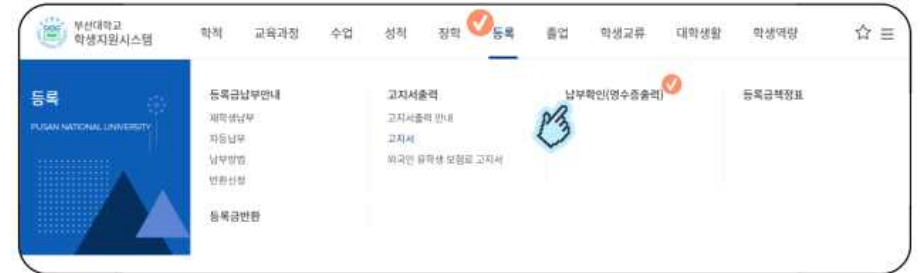 부산대학교
학생지원시스템
학적 교육과정 수업 성적 장학 등록 졸업 학생교류 대학생활 학생역량
등록
PUSAN NATIONAL UNIVERSITY
등록금납부안내
재학생납부
차등납부
납부방법
반환신청
등록금반환
고지서출력
고지서출력 안내
고지서
외국인 유학생 보험료 고지서
납부확인(영수증출력)
등록금책정표